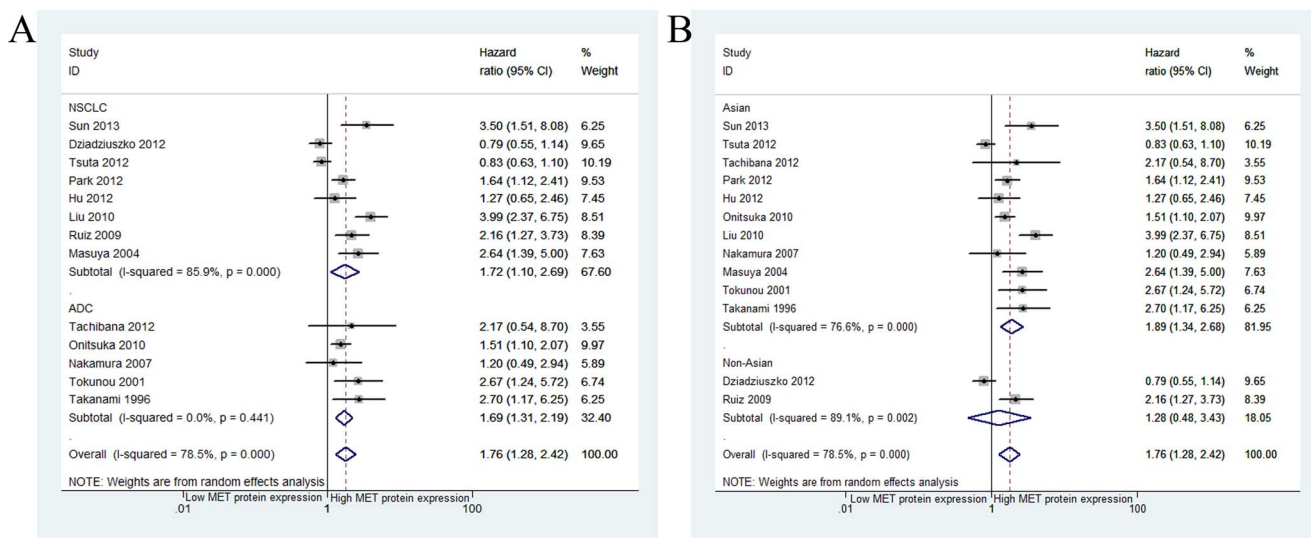 A
Study Hazard %
ID ratio (95% CI) Weight
NSCLC
Sun 2013 3.50 (1.51, 8.08) 6.25
Dziadziuszko 2012 0.79 (0.55, 1.14) 9.65
Tsuta 2012 0.83 (0.63, 1.10) 10.19
Park 2012 1.64 (1.12, 2.41) 9.53
Hu 2012 1.27 (0.65, 2.46) 7.45
Liu 2010 3.99 (2.37, 6.75) 8.51
Ruiz 2009 2.16 (1.27, 3.73) 8.39
Masuya 2004 2.64 (1.39, 5.00) 7.63
Subtotal (I-squared = 85.9%, p = 0.000) 1.72 (1.10, 2.69) 67.60
.
ADC
Tachibana 2012 2.17 (0.54, 8.70) 3.55
Onitsuka 2010 1.51 (1.10, 2.07) 9.97
Nakamura 2007 1.20 (0.49, 2.94) 5.89
Tokunou 2001 2.67 (1.24, 5.72) 6.74
Takanami 1996 2.70 (1.17, 6.25) 6.25
Subtotal (I-squared = 0.0%, p = 0.441) 1.69 (1.31, 2.19) 32.40
.
Overall (I-squared = 78.5%, p = 0.000) 1.76 (1.28, 2.42) 100.00
NOTE: Weights are from random effects analysis
Low MET protein expression High MET protein expression
.01 1 100
B
Study Hazard %
ID ratio (95% CI) Weight
Asian
Sun 2013 3.50 (1.51, 8.08) 6.25
Tsuta 2012 0.83 (0.63, 1.10) 10.19
Tachibana 2012 2.17 (0.54, 8.70) 3.55
Park 2012 1.64 (1.12, 2.41) 9.53
Hu 2012 1.27 (0.65, 2.46) 7.45
Onitsuka 2010 1.51 (1.10, 2.07) 9.97
Liu 2010 3.99 (2.37, 6.75) 8.51
Nakamura 2007 1.20 (0.49, 2.94) 5.89
Masuya 2004 2.64 (1.39, 5.00) 7.63
Tokunou 2001 2.67 (1.24, 5.72) 6.74
Takanami 1996 2.70 (1.17, 6.25) 6.25
Subtotal (I-squared = 76.6%, p = 0.000) 1.89 (1.34, 2.68) 81.95
.
Non-Asian
Dziadziuszko 2012 0.79 (0.55, 1.14) 9.65
Ruiz 2009 2.16 (1.27, 3.73) 8.39
Subtotal (I-squared = 89.1%, p = 0.002) 1.28 (0.48, 3.43) 18.05
.
Overall (I-squared = 78.5%, p = 0.000) 1.76 (1.28, 2.42) 100.00
NOTE: Weights are from random effects analysis
Low MET protein expression High MET protein expression
.01 1 100